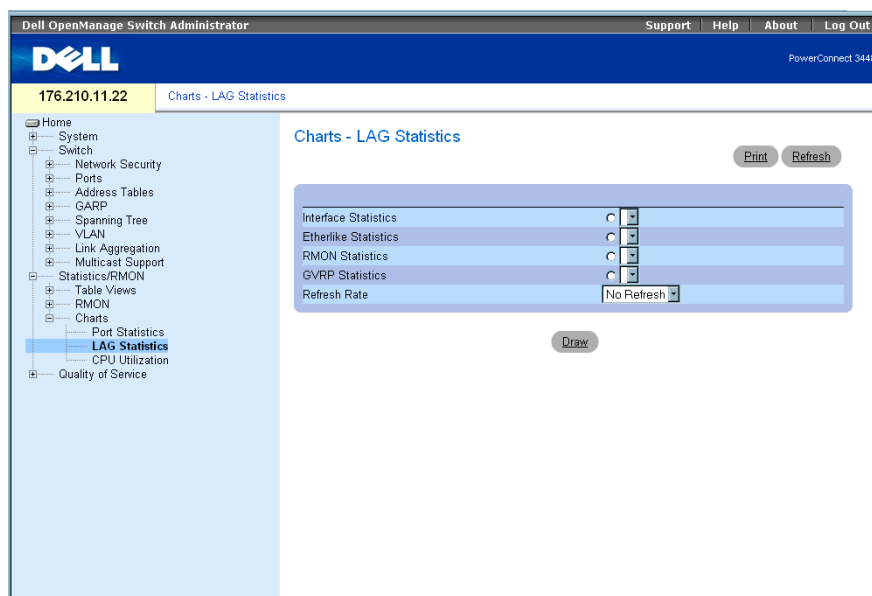 Dell OpenManage Switch Administrator Support Help About Log Out
DELL
PowerConnect 3448
176.210.11.22 Charts - LAG Statistics
Home
System
Switch
Network Security
Ports
Address Tables
GARP
Spanning Tree
VLAN
Link Aggregation
Multicast Support
Statistics/RMON
Table Views
RMON
Charts
Port Statistics
LAG Statistics
CPU Utilization
Quality of Service
Charts - LAG Statistics
Print Refresh
Interface Statistics
Etherlike Statistics
RMON Statistics
GVRP Statistics
Refresh Rate No Refresh
Draw